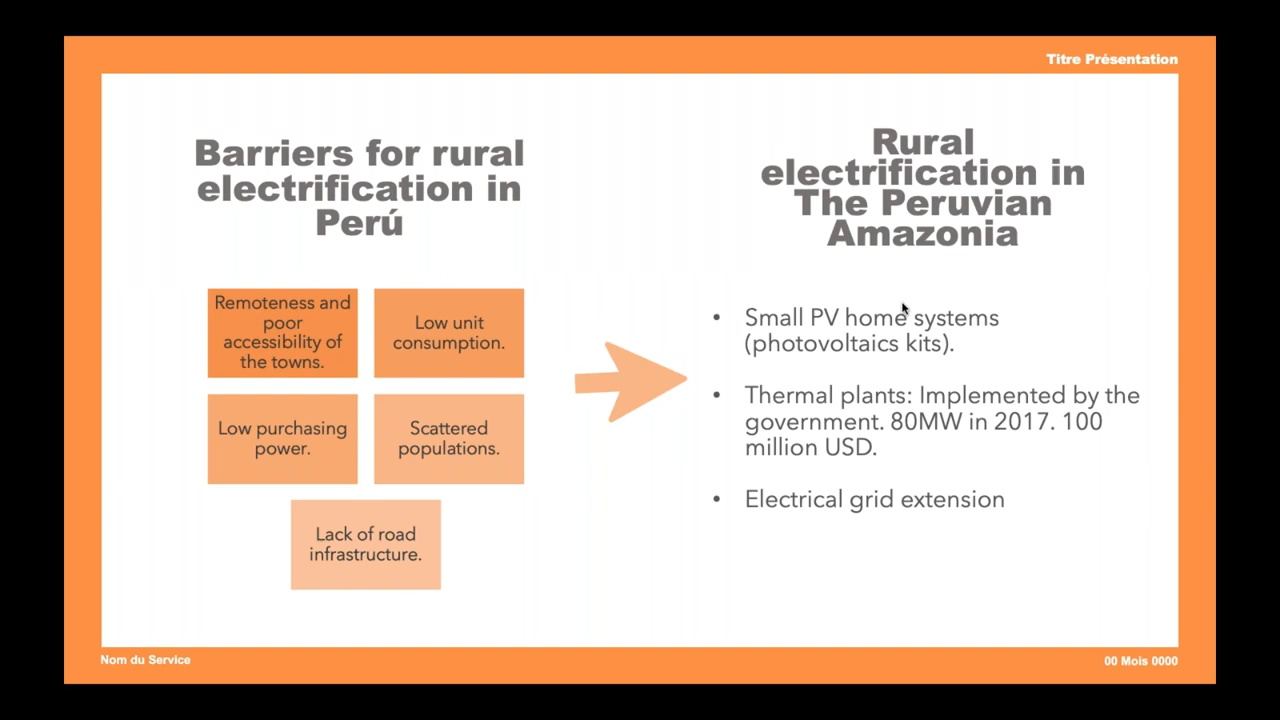 Titre Présentation
Barriers for rural
electrification in
Perú
Remoteness and
poor
accessibility of
the towns.
Low unit
consumption.
Low purchasing
power.
Scattered
populations.
Lack of road
infrastructure.
Rural
electrification in
The Peruvian
Amazonia
• Small PV home systems
(photovoltaics kits).
• Thermal plants: Implemented by the
government. 80MW in 2017. 100
million USD.
• Electrical grid extension
Nom du Service
00 Mois 0000